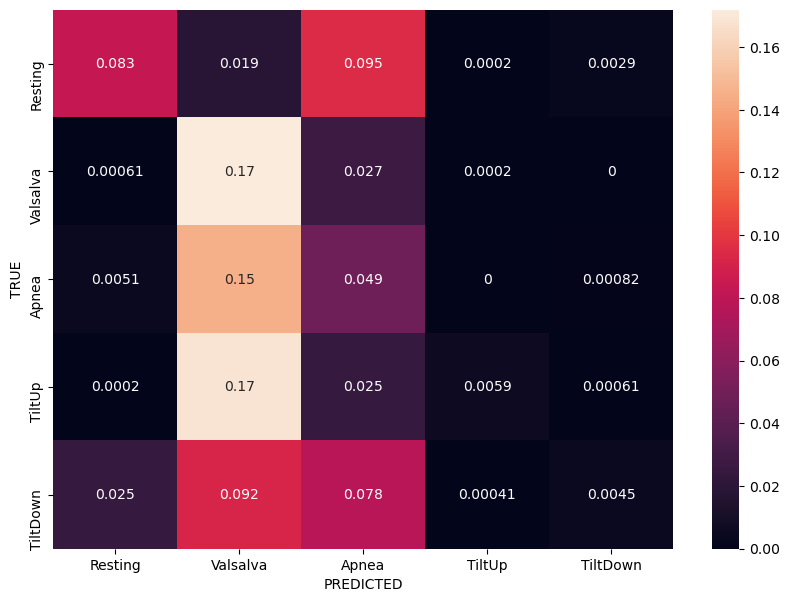 0.083 0.019 0.095 0.0002 0.0029
0.00061 0.17 0.027 0.0002 0
0.0051 0.15 0.049 0 0.00082
0.0002 0.17 0.025 0.0059 0.00061
0.025 0.092 0.078 0.00041 0.0045
Resting
Valsalva
Apnea
TiltUp
TiltDown
TRUE
Resting Valsalva Apnea TiltUp TiltDown
PREDICTED
0.16
0.14
0.12
0.10
0.08
0.06
0.04
0.02
0.00